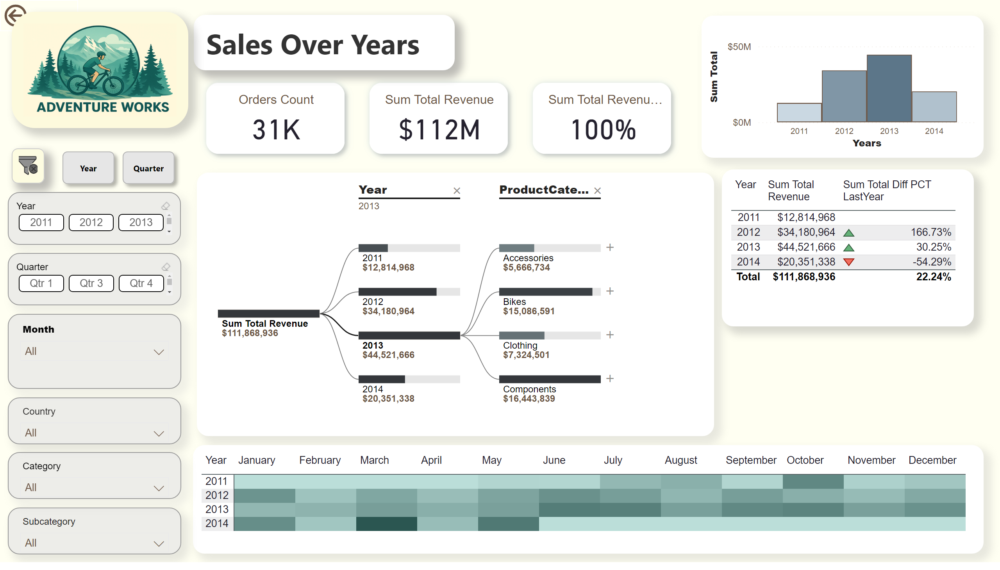 ADVENTURE WORKS
Sales Over Years
Orders Count
31K
Sum Total Revenue
$112M
Sum Total Revenu...
100%
Sum Total
$50M
$0M
2011 2012 2013 2014
Years
Year
Quarter
Year
2011 2012 2013
Quarter
Qtr 1 Qtr 3 Qtr 4
Month
All
Country
All
Category
All
Subcategory
All
Year
2013
ProductCate...
Sum Total Revenue
$111,868,936
2011
$12,814,968
2012
$34,180,964
2013
$44,521,666
2014
$20,351,338
Accessories
$5,666,734
Bikes
$15,086,591
Clothing
$7,324,501
Components
$16,443,839
Year Sum Total Revenue Sum Total Diff PCT LastYear
2011 $12,814,968
2012 $34,180,964 166.73%
2013 $44,521,666 30.25%
2014 $20,351,338 -54.29%
Total $111,868,936 22.24%
Year January February March April May June July August September October November December
2011
2012
2013
2014